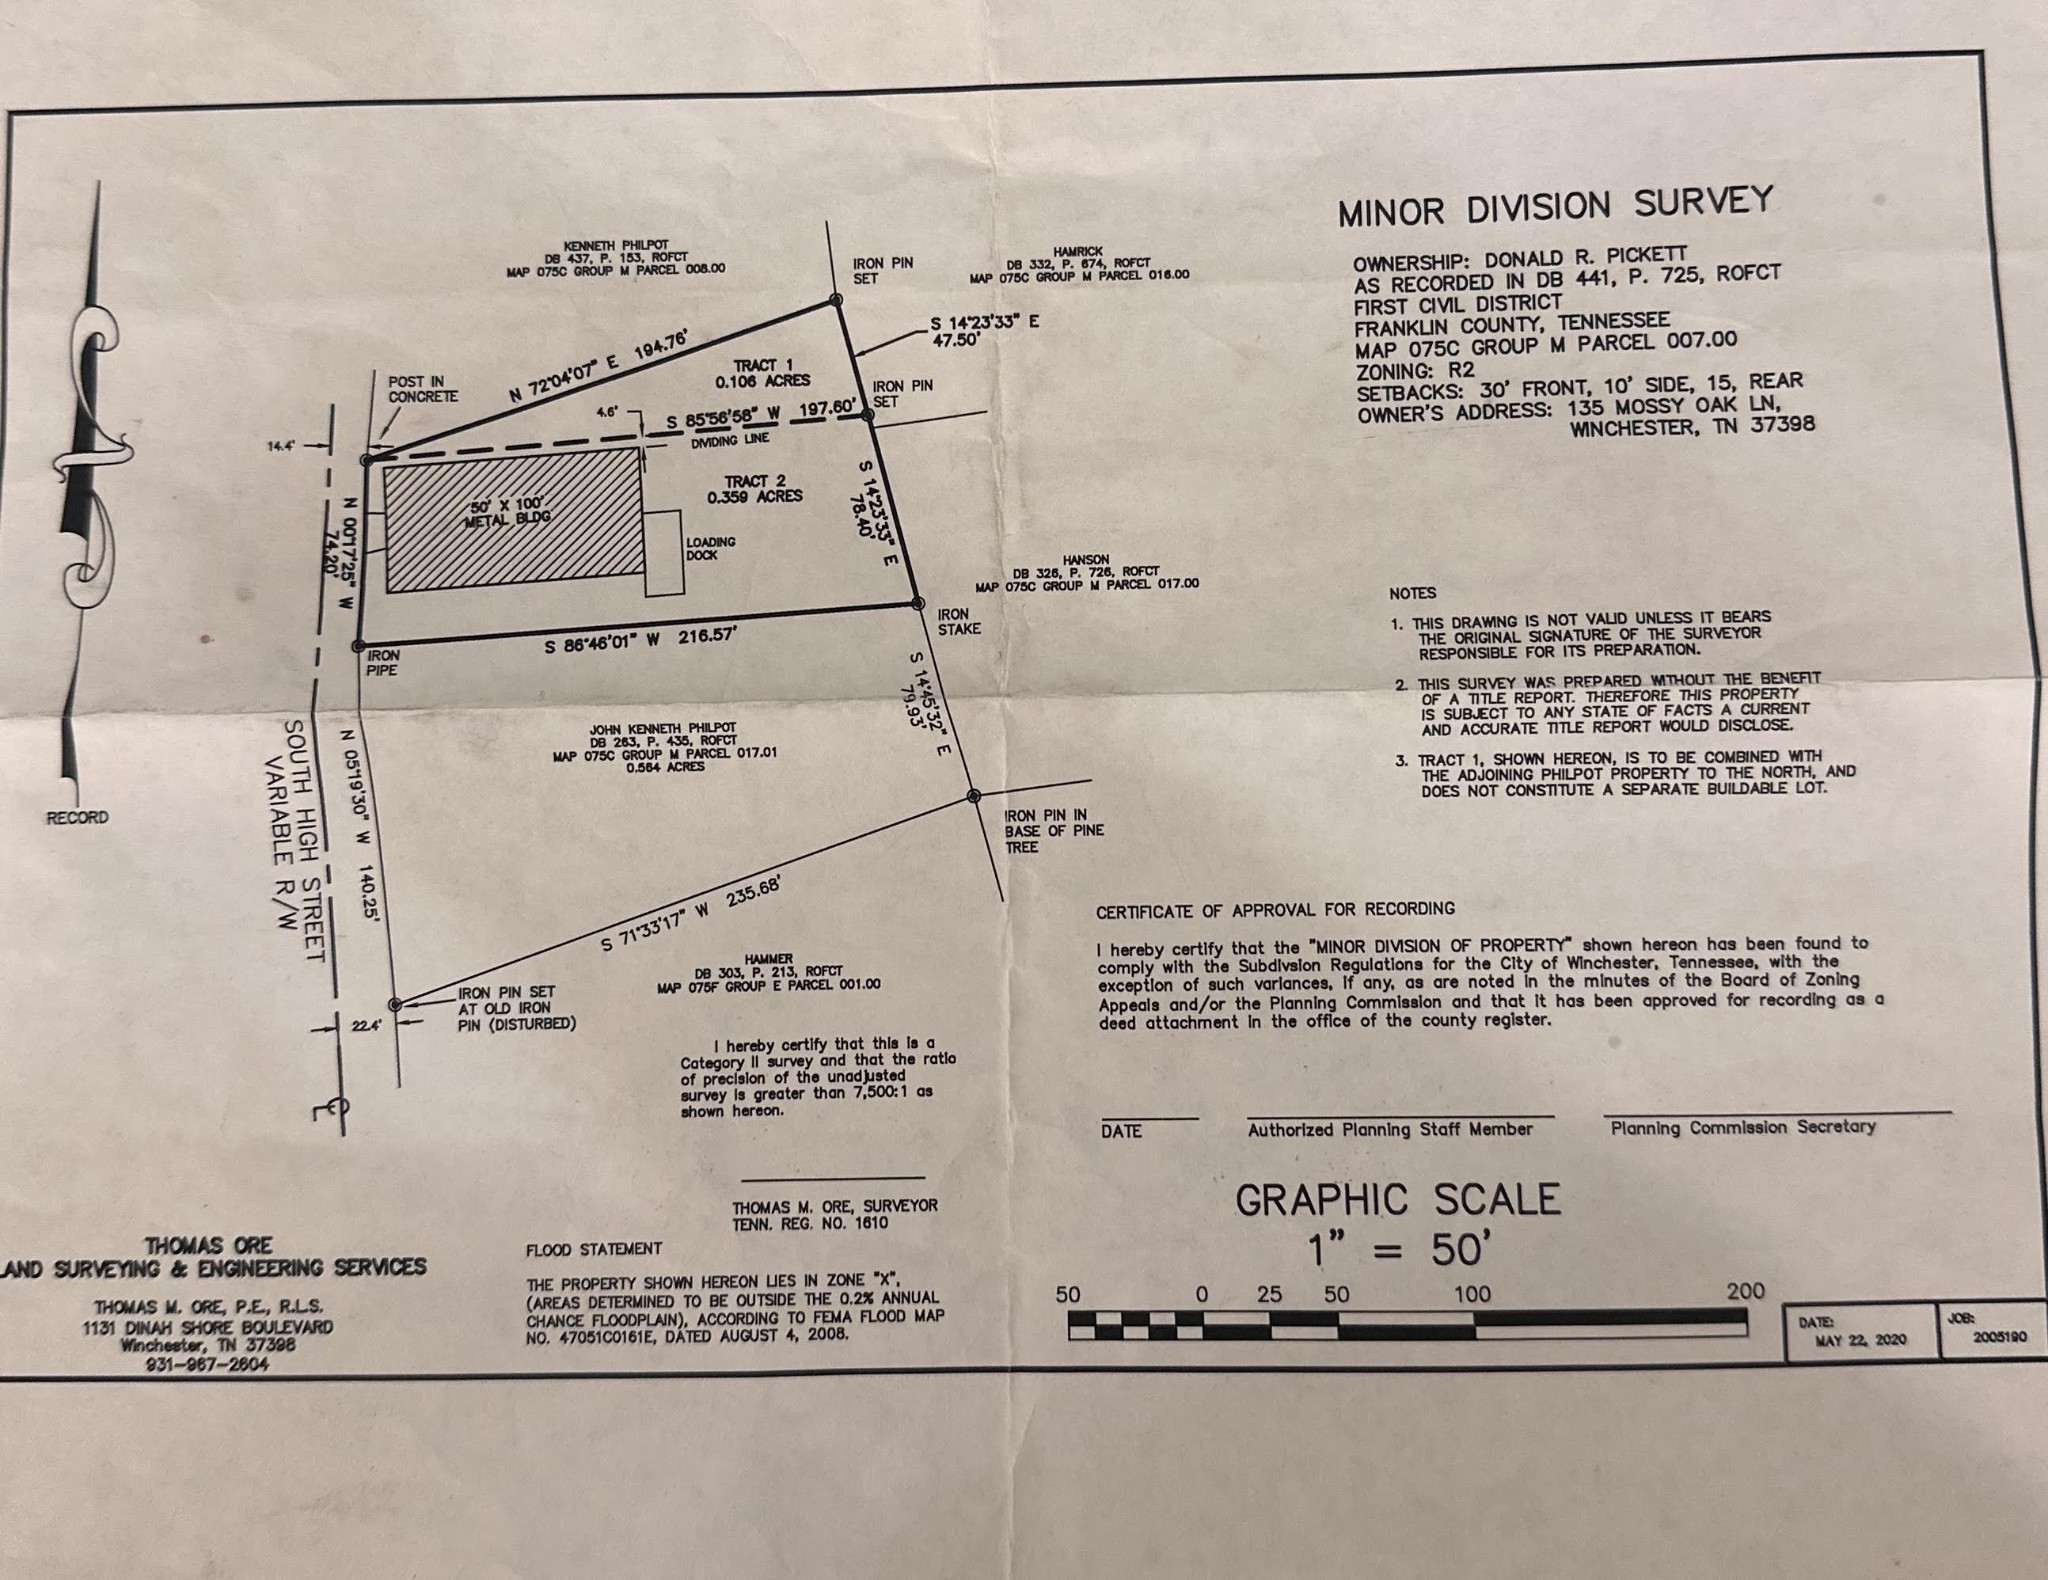 MINOR DIVISION SURVEY
OWNERSHIP: DONALD R. PICKETT
AS RECORDED IN DB 441, P. 725, ROFCT
FIRST CIVIL DISTRICT
FRANKLIN COUNTY, TENNESSEE
MAP 075C GROUP M PARCEL 007.00
ZONING: R2
SETBACKS: 30' FRONT, 10' SIDE, 15, REAR
OWNER'S ADDRESS: 135 MOSSY OAK LN,
WINCHESTER, TN 37398
KENNETH PHILPOT
DB 437, P. 153, ROFCT
MAP 075C GROUP M PARCEL 008.00
IRON PIN
SET
HAMRICK
DB 332, P. 674, ROFCT
MAP 075C GROUP M PARCEL 016.00
S 14°23'33" E
47.50'
N 72°04'07" E 194.76'
TRACT 1
0.106 ACRES
POST IN
CONCRETE
IRON PIN
SET
4.6'
S 85°56'58" W 197.60'
DIVIDING LINE
14.4'
TRACT 2
0.359 ACRES
50' X 100'
METAL BLDG
LOADING
DOCK
S 14°23'33" E
78.40'
N 00°17'25" W
74.20'
HANSON
DB 326, P. 726, ROFCT
MAP 075C GROUP M PARCEL 017.00
IRON
STAKE
S 86°46'01" W 216.57'
IRON
PIPE
S 14°45'32" E
79.93'
JOHN KENNETH PHILPOT
DB 263, P. 435, ROFCT
MAP 075C GROUP M PARCEL 017.01
0.564 ACRES
SOUTH HIGH STREET
VARIABLE R/W
N 05°19'30" W 140.25'
RECORD
IRON PIN IN
BASE OF PINE
TREE
S 71°33'17" W 235.68'
HAMMER
DB 303, P. 213, ROFCT
MAP 075F GROUP E PARCEL 001.00
IRON PIN SET
AT OLD IRON
PIN (DISTURBED)
22.4'
NOTES
1. THIS DRAWING IS NOT VALID UNLESS IT BEARS
THE ORIGINAL SIGNATURE OF THE SURVEYOR
RESPONSIBLE FOR ITS PREPARATION.
2. THIS SURVEY WAS PREPARED WITHOUT THE BENEFIT
OF A TITLE REPORT. THEREFORE THIS PROPERTY
IS SUBJECT TO ANY STATE OF FACTS A CURRENT
AND ACCURATE TITLE REPORT WOULD DISCLOSE.
3. TRACT 1, SHOWN HEREON, IS TO BE COMBINED WITH
THE ADJOINING PHILPOT PROPERTY TO THE NORTH, AND
DOES NOT CONSTITUTE A SEPARATE BUILDABLE LOT.
CERTIFICATE OF APPROVAL FOR RECORDING
I hereby certify that the "MINOR DIVISION OF PROPERTY" shown hereon has been found to
comply with the Subdivsion Regulations for the City of Winchester, Tennessee, with the
exception of such variances, if any, as are noted in the minutes of the Board of Zoning
Appeals and/or the Planning Commission and that it has been approved for recording as a
deed attachment in the office of the county register.
DATE Authorized Planning Staff Member Planning Commission Secretary
I hereby certify that this is a
Category II survey and that the ratio
of precision of the unadjusted
survey is greater than 7,500:1 as
shown hereon.
THOMAS M. ORE, SURVEYOR
TENN. REG. NO. 1610
THOMAS ORE
LAND SURVEYING & ENGINEERING SERVICES
THOMAS M. ORE, P.E., R.L.S.
1131 DINAH SHORE BOULEVARD
Winchester, TN 37398
931-967-2604
FLOOD STATEMENT
THE PROPERTY SHOWN HEREON LIES IN ZONE "X",
(AREAS DETERMINED TO BE OUTSIDE THE 0.2% ANNUAL
CHANCE FLOODPLAIN), ACCORDING TO FEMA FLOOD MAP
NO. 47051C0161E, DATED AUGUST 4, 2008.
GRAPHIC SCALE
1" = 50'
50 0 25 50 100 200
DATE:
MAY 22, 2020
JOB:
2005190